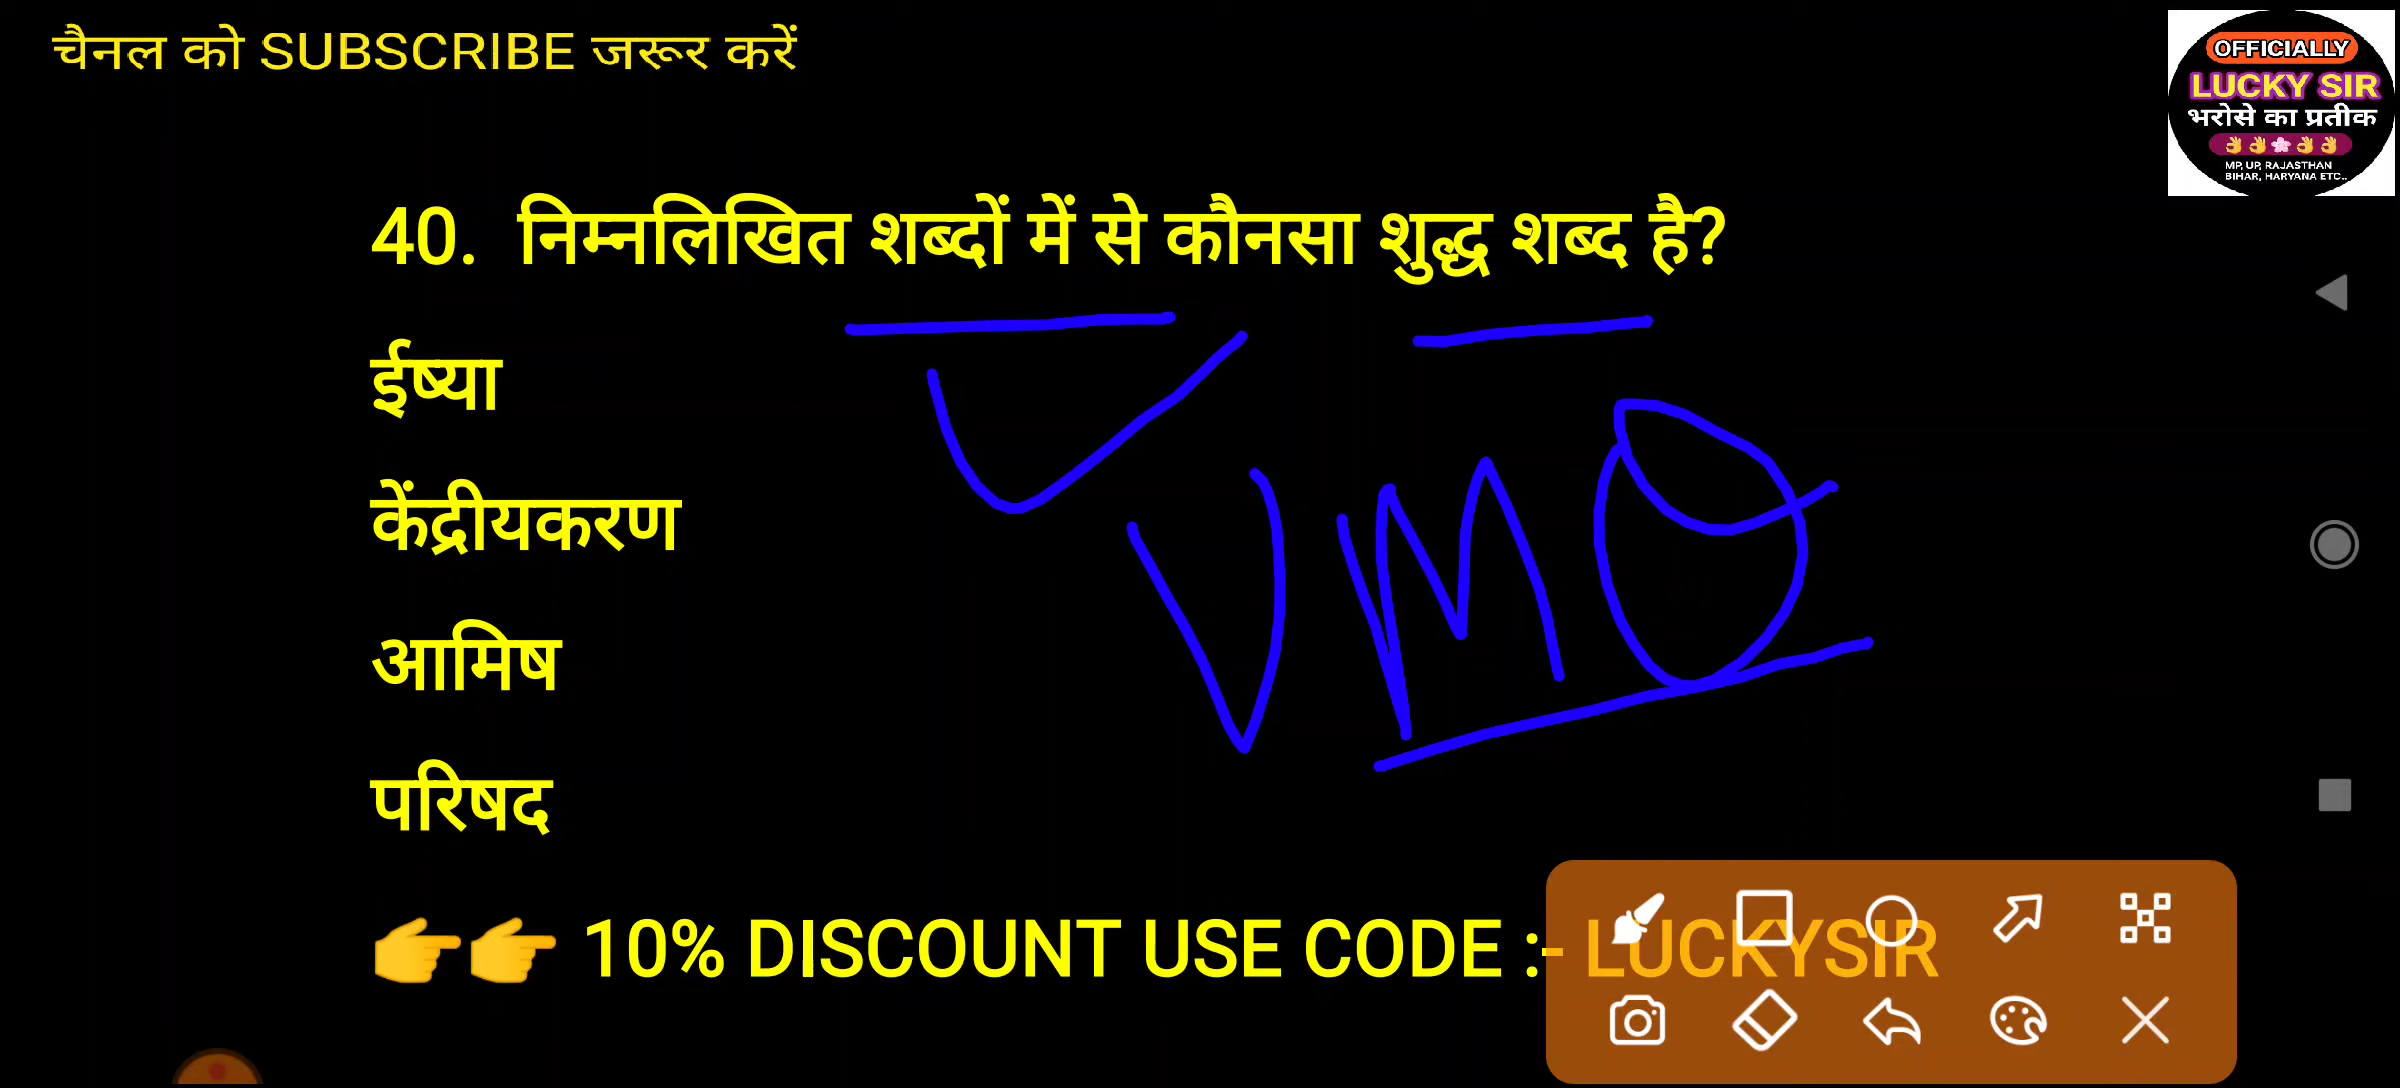 चैनल को SUBSCRIBE जरूर करें
OFFICIALLY
LUCKY SIR
भरोसे का प्रतीक
MP, UP, RAJASTHAN
BIHAR, HARYANA ETC..
40. निम्नलिखित शब्दों में से कौनसा शुद्ध शब्द है?
ईष्या
केंद्रीयकरण
आमिष
परिषद
VMO
👉👉 10% DISCOUNT USE CODE :- LUCKYSIR